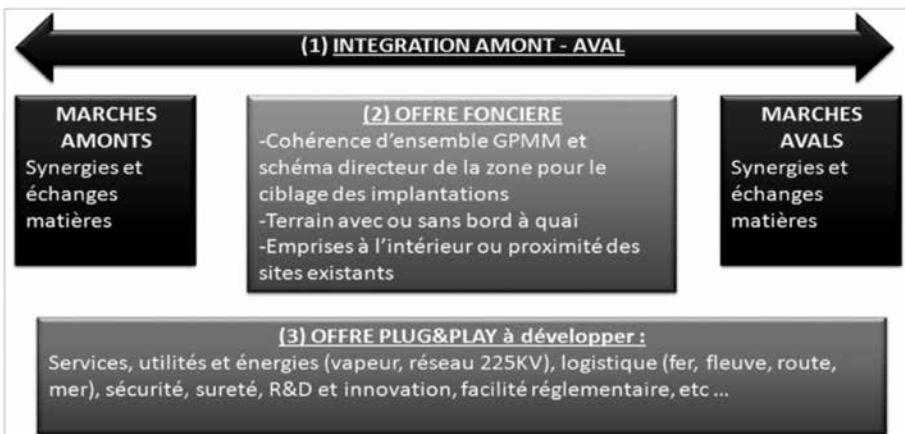 (1) INTEGRATION AMONT - AVAL
MARCHES
AMONTS
Synergies et
échanges
matières
(2) OFFRE FONCIERE
-Cohérence d'ensemble GPMM et
schéma directeur de la zone pour le
ciblage des implantations
-Terrain avec ou sans bord à quai
-Emprises à l'intérieur ou proximité des
sites existants
MARCHES
AVALS
Synergies et
échanges
matières
(3) OFFRE PLUG&PLAY à développer :
Services, utilités et énergies (vapeur, réseau 225KV), logistique (fer, fleuve, route,
mer), sécurité, sureté, R&D et innovation, facilité réglementaire, etc ...